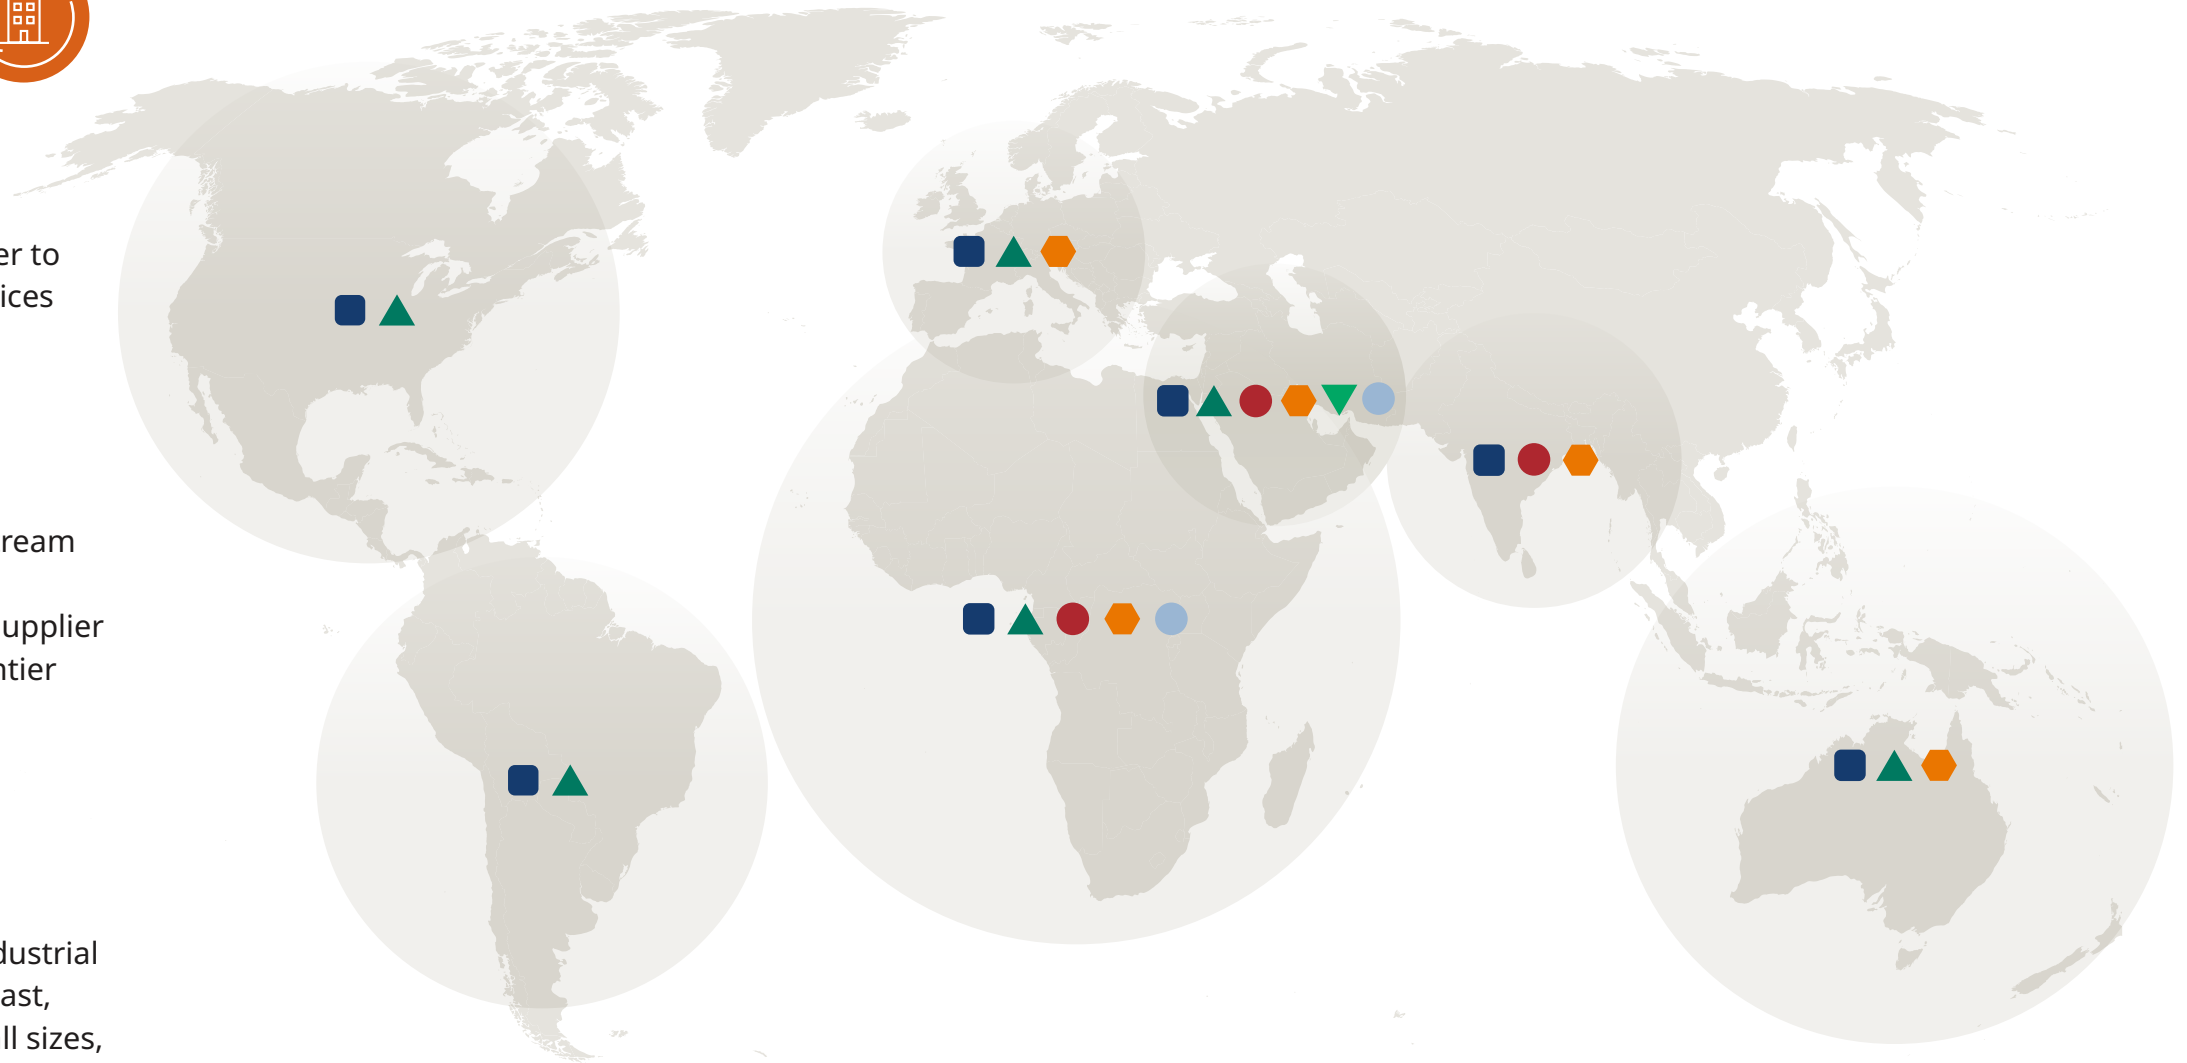 er to
ices
ream
upplier
ntier
dustrial
ast,
ll sizes,